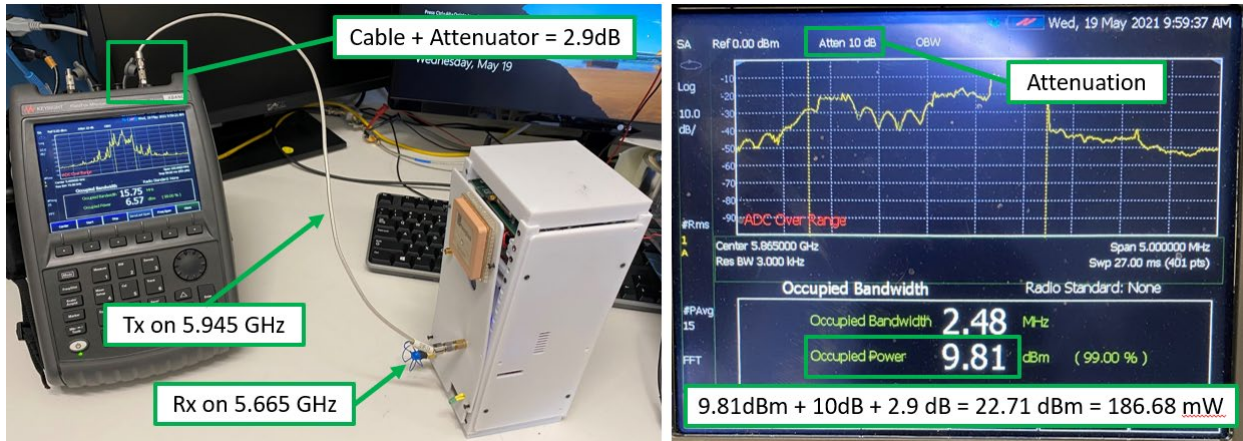 Cable + Attenuator = 2.9dB
Wednesday, May 19
KEYSIGHT
Occupied Bandwidth
15.75
6.57
Tx on 5.945 GHz
Rx on 5.665 GHz
Wed, 19 May 2021 9:59:37 AM
SA Ref 0.00 dBm Atten 10 dB OBW
Attenuation
Log
10.0
dB/
-10
-20
-30
-40
-50
-60
-70
-80
-90
ADC Over Range
#Rms
1
A
Center 5.865000 GHz Span 5.000000 MHz
Res BW 3.000 kHz Swp 27.00 ms (401 pts)
Occupied Bandwidth Radio Standard: None
#PAvg
15
FFT
Occupied Bandwidth 2.48 MHz
Occupied Power 9.81 dBm ( 99.00 % )
9.81dBm + 10dB + 2.9 dB = 22.71 dBm = 186.68 mW